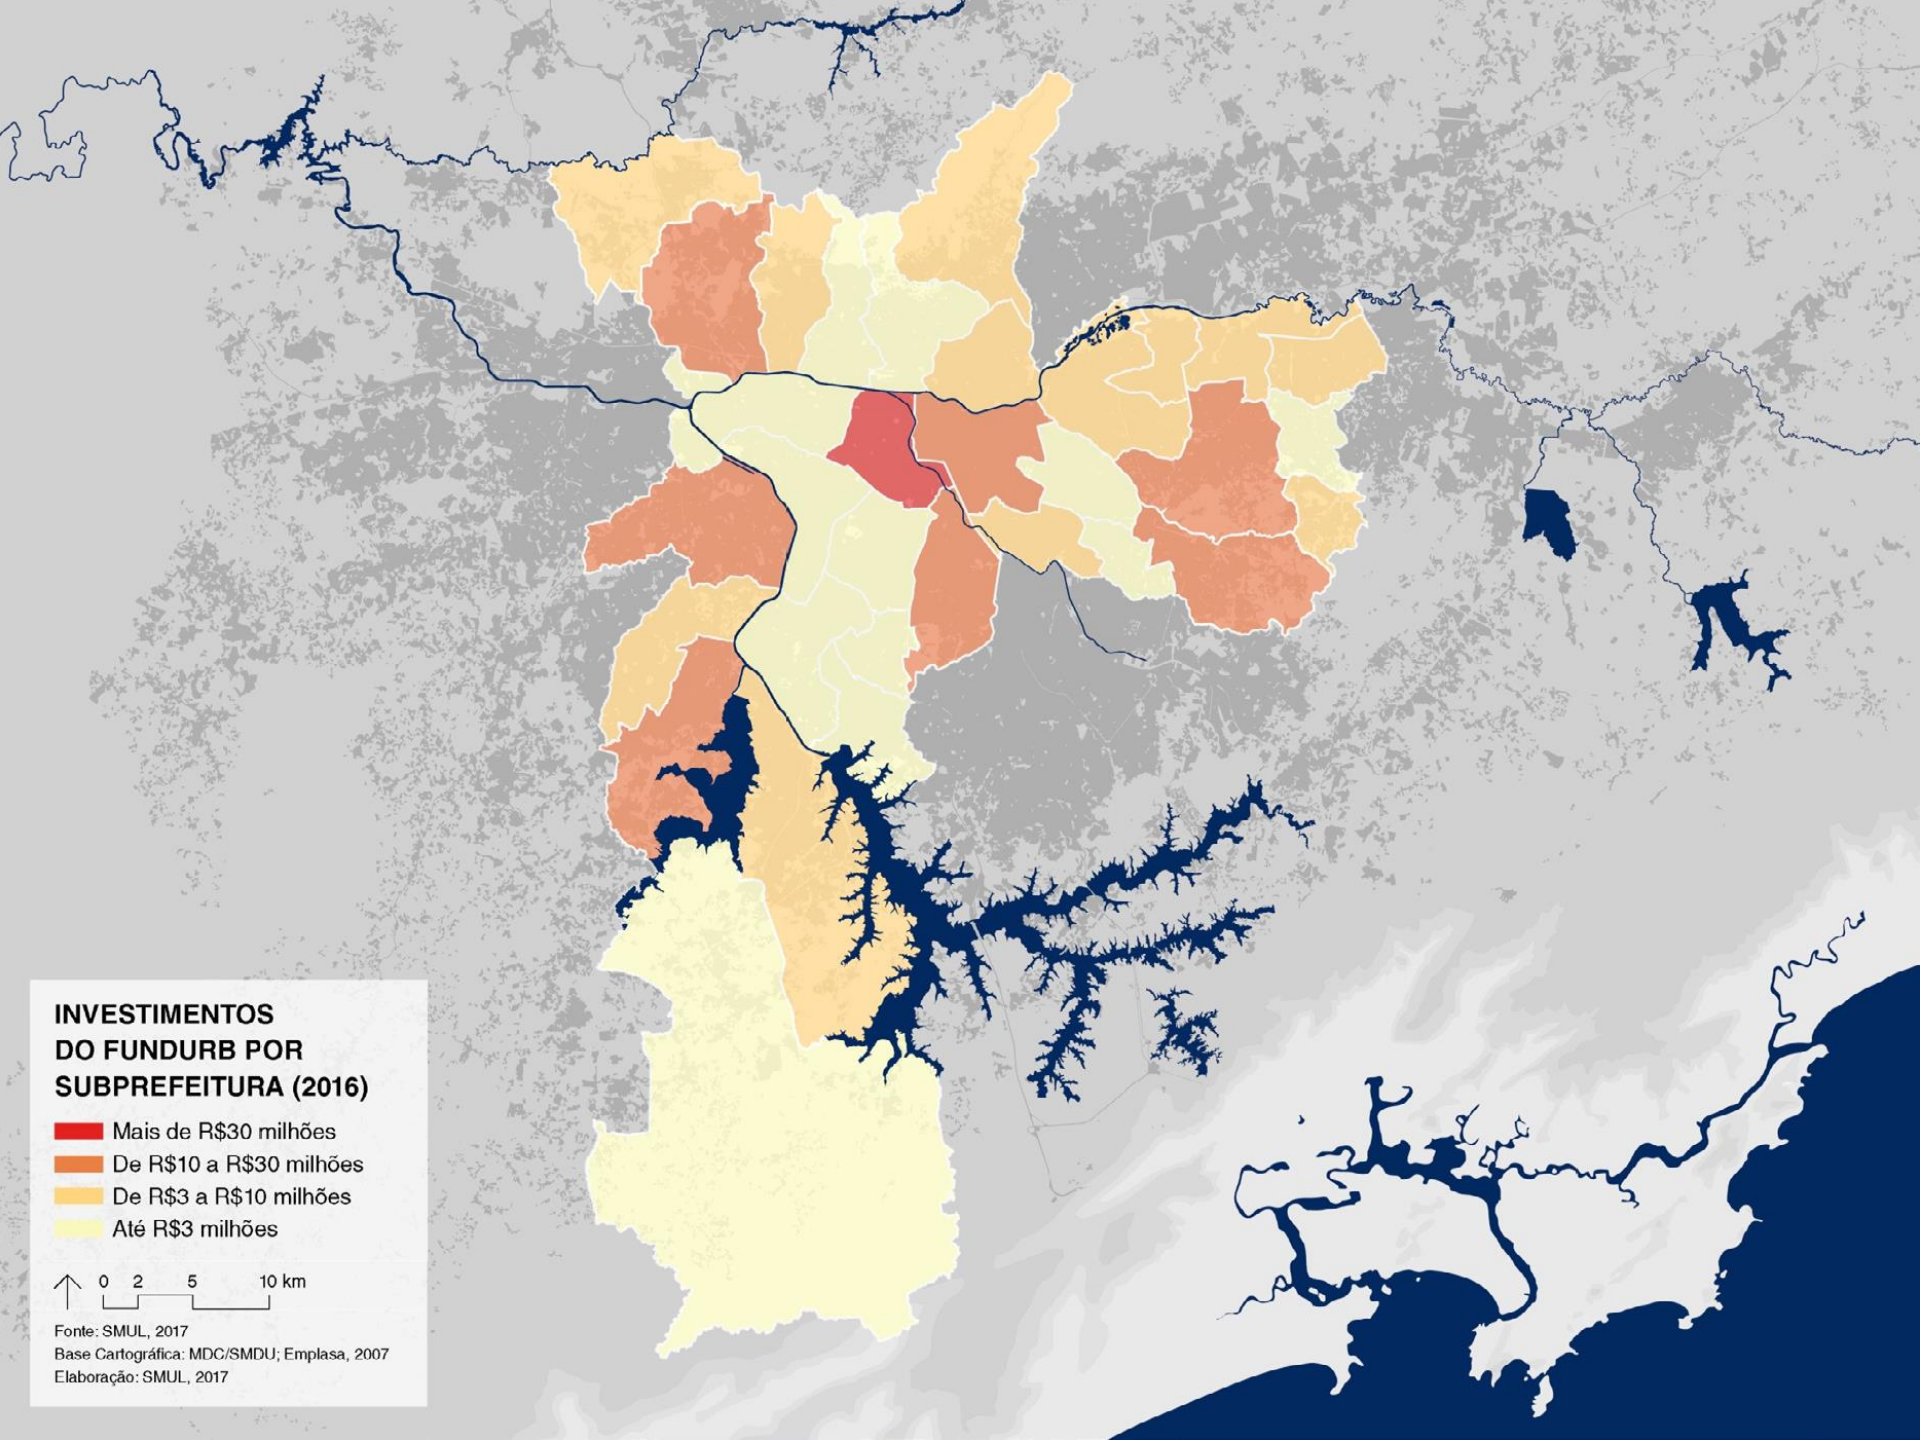 INVESTIMENTOS
DO FUNDURB POR
SUBPREFEITURA (2016)
Mais de R$30 milhões
De R$10 a R$30 milhões
De R$3 a R$10 milhões
Até R$3 milhões
0 2 5 10 km
Fonte: SMUL, 2017
Base Cartográfica: MDC/SMDU; Emplasa, 2007
Elaboração: SMUL, 2017